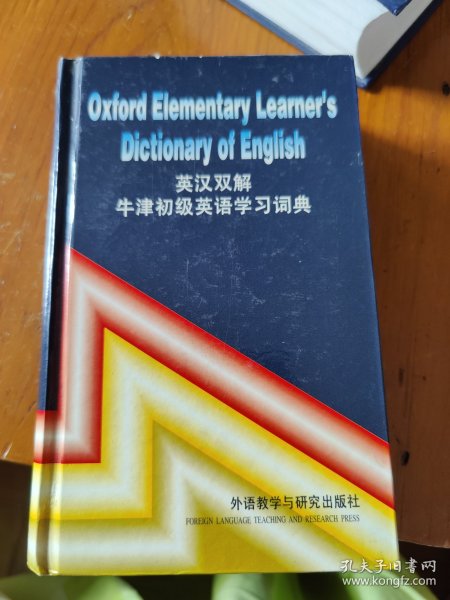 Oxford Elementary Learner's
Dictionary of English
英汉双解
牛津初级英语学习词典
外语教学与研究出版社
FOREIGN LANGUAGE TEACHING AND RESEARCH PRESS
孔夫子旧书网
www.kongfz.com